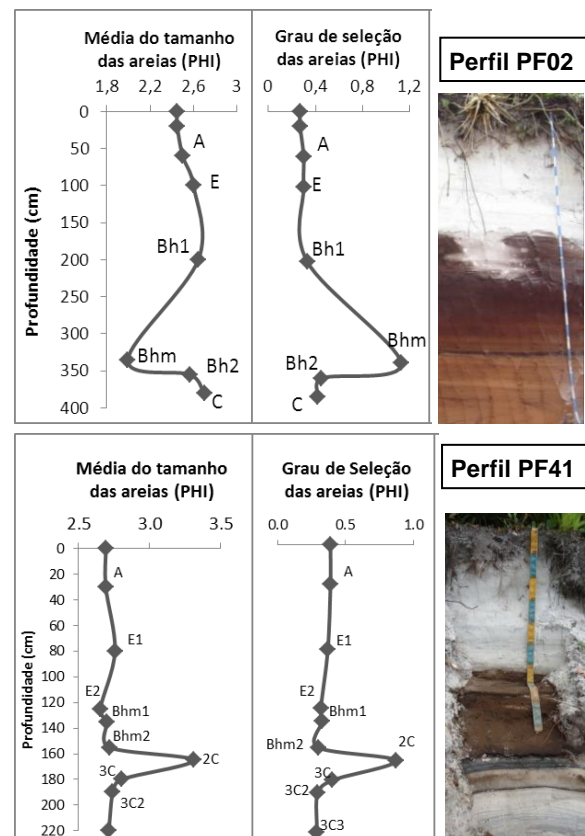 Média do tamanho
das areias (PHI)
1,8 2,2 2,6 3
Profundidade (cm)
0
50
100
150
200
250
300
350
400
A
E
Bh1
Bhm
Bh2
C
Grau de seleção
das areias (PHI)
0 0,4 0,8 1,2
A
E
Bh1
Bhm
Bh2
C
Perfil PF02
Média do tamanho
das areias (PHI)
2.5 3.0 3.5
Profundidade (cm)
0
20
40
60
80
100
120
140
160
180
200
220
A
E1
E2
Bhm1
Bhm2
2C
3C
3C2
Grau de Seleção
das areias (PHI)
0.0 0.5 1.0
A
E1
E2
Bhm1
Bhm2
2C
3C
3C2
3C3
Perfil PF41